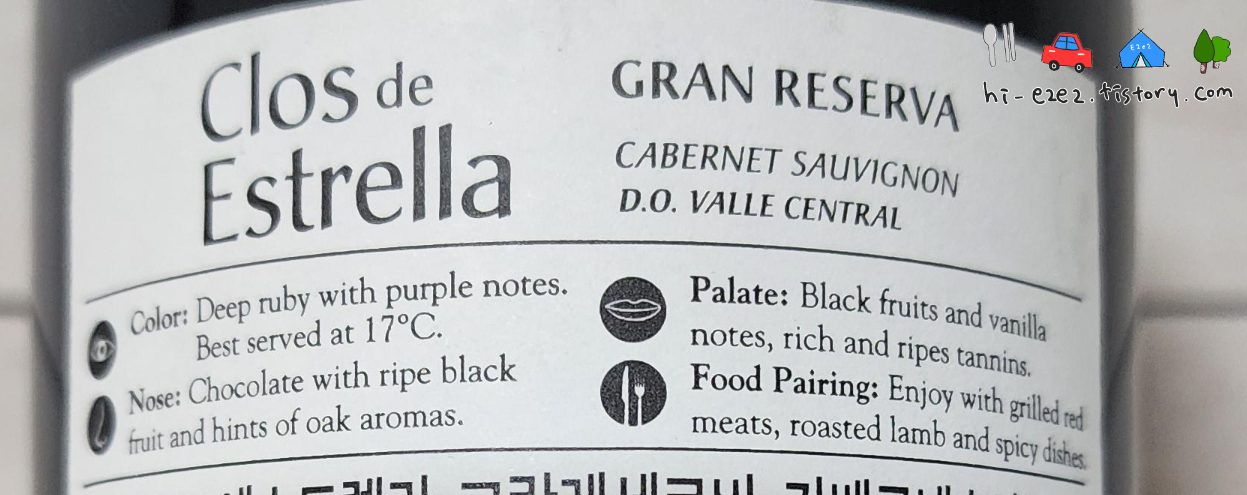 Clos de
Estrella
GRAN RESERVA
CABERNET SAUVIGNON
D.O. VALLE CENTRAL
Color: Deep ruby with purple notes.
Best served at 17°C.
Nose: Chocolate with ripe black
fruit and hints of oak aromas.
Palate: Black fruits and vanilla
notes, rich and ripes tannins.
Food Pairing: Enjoy with grilled red
meats, roasted lamb and spicy dishes.
E2e2
hi-e2e2.tistory.com